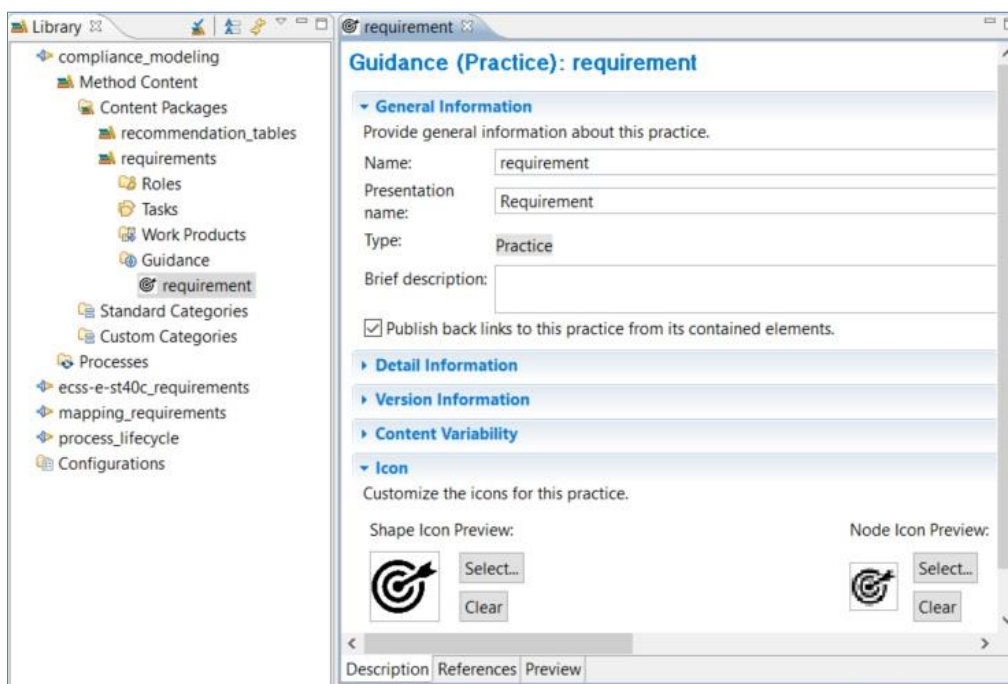 Library
compliance_modeling
Method Content
Content Packages
recommendation_tables
requirements
Roles
Tasks
Work Products
Guidance
requirement
Standard Categories
Custom Categories
Processes
ecss-e-st40c_requirements
mapping_requirements
process_lifecycle
Configurations
requirement
Guidance (Practice): requirement
General Information
Provide general information about this practice.
Name: requirement
Presentation
name: Requirement
Type: Practice
Brief description:
Publish back links to this practice from its contained elements.
Detail Information
Version Information
Content Variability
Icon
Customize the icons for this practice.
Shape Icon Preview: Node Icon Preview:
Select... Select...
Clear Clear
Description References Preview